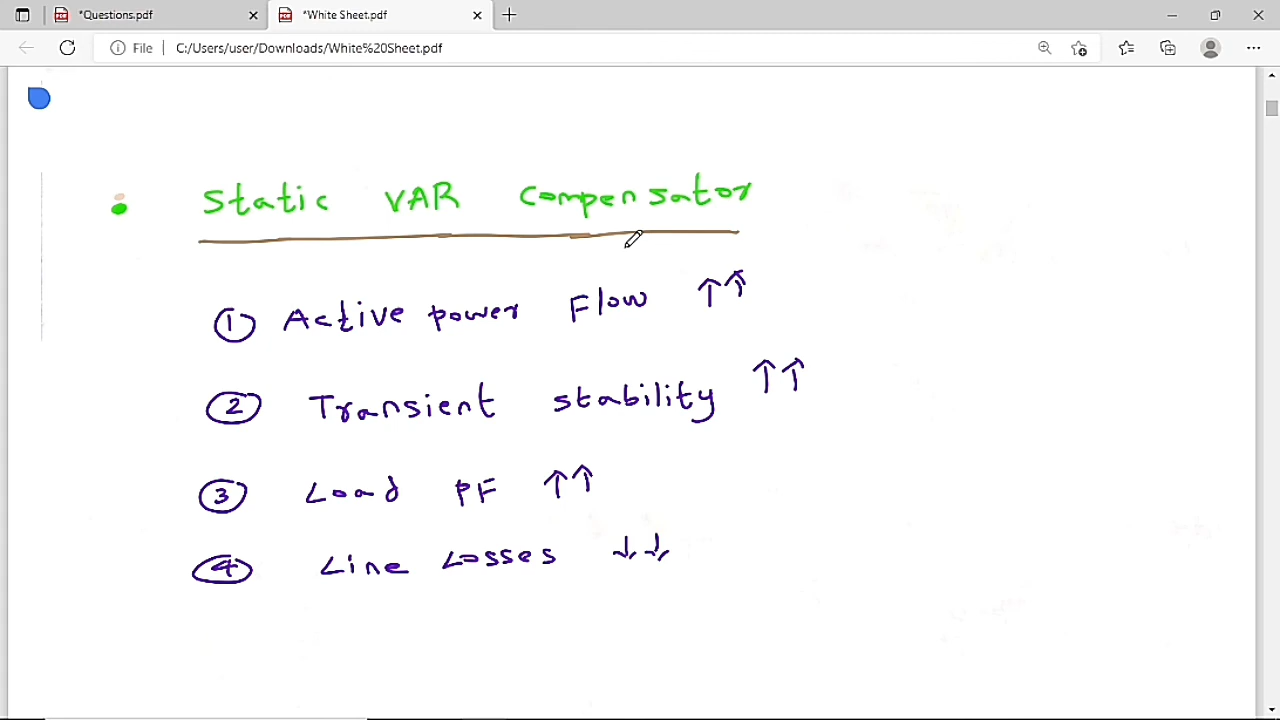 *Questions.pdf
*White Sheet.pdf
File
C:/Users/user/Downloads/White%20Sheet.pdf
Static VAR Compensator
① Active power Flow ↑↑
② Transient stability ↑↑
③ Load PF ↑↑
④ Line Losses ↓↓